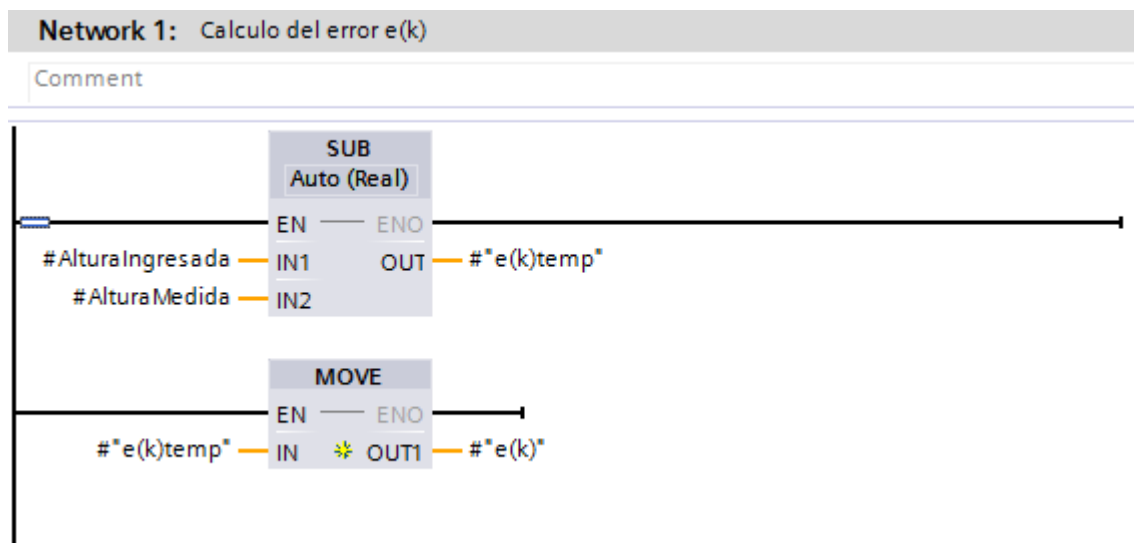 Network 1: Calculo del error e(k)
Comment
SUB
Auto (Real)
EN ENO
#AlturaIngresada IN1 OUT #"e(k)temp"
#AlturaMedida IN2
MOVE
EN ENO
#"e(k)temp" IN OUT1 #"e(k)"